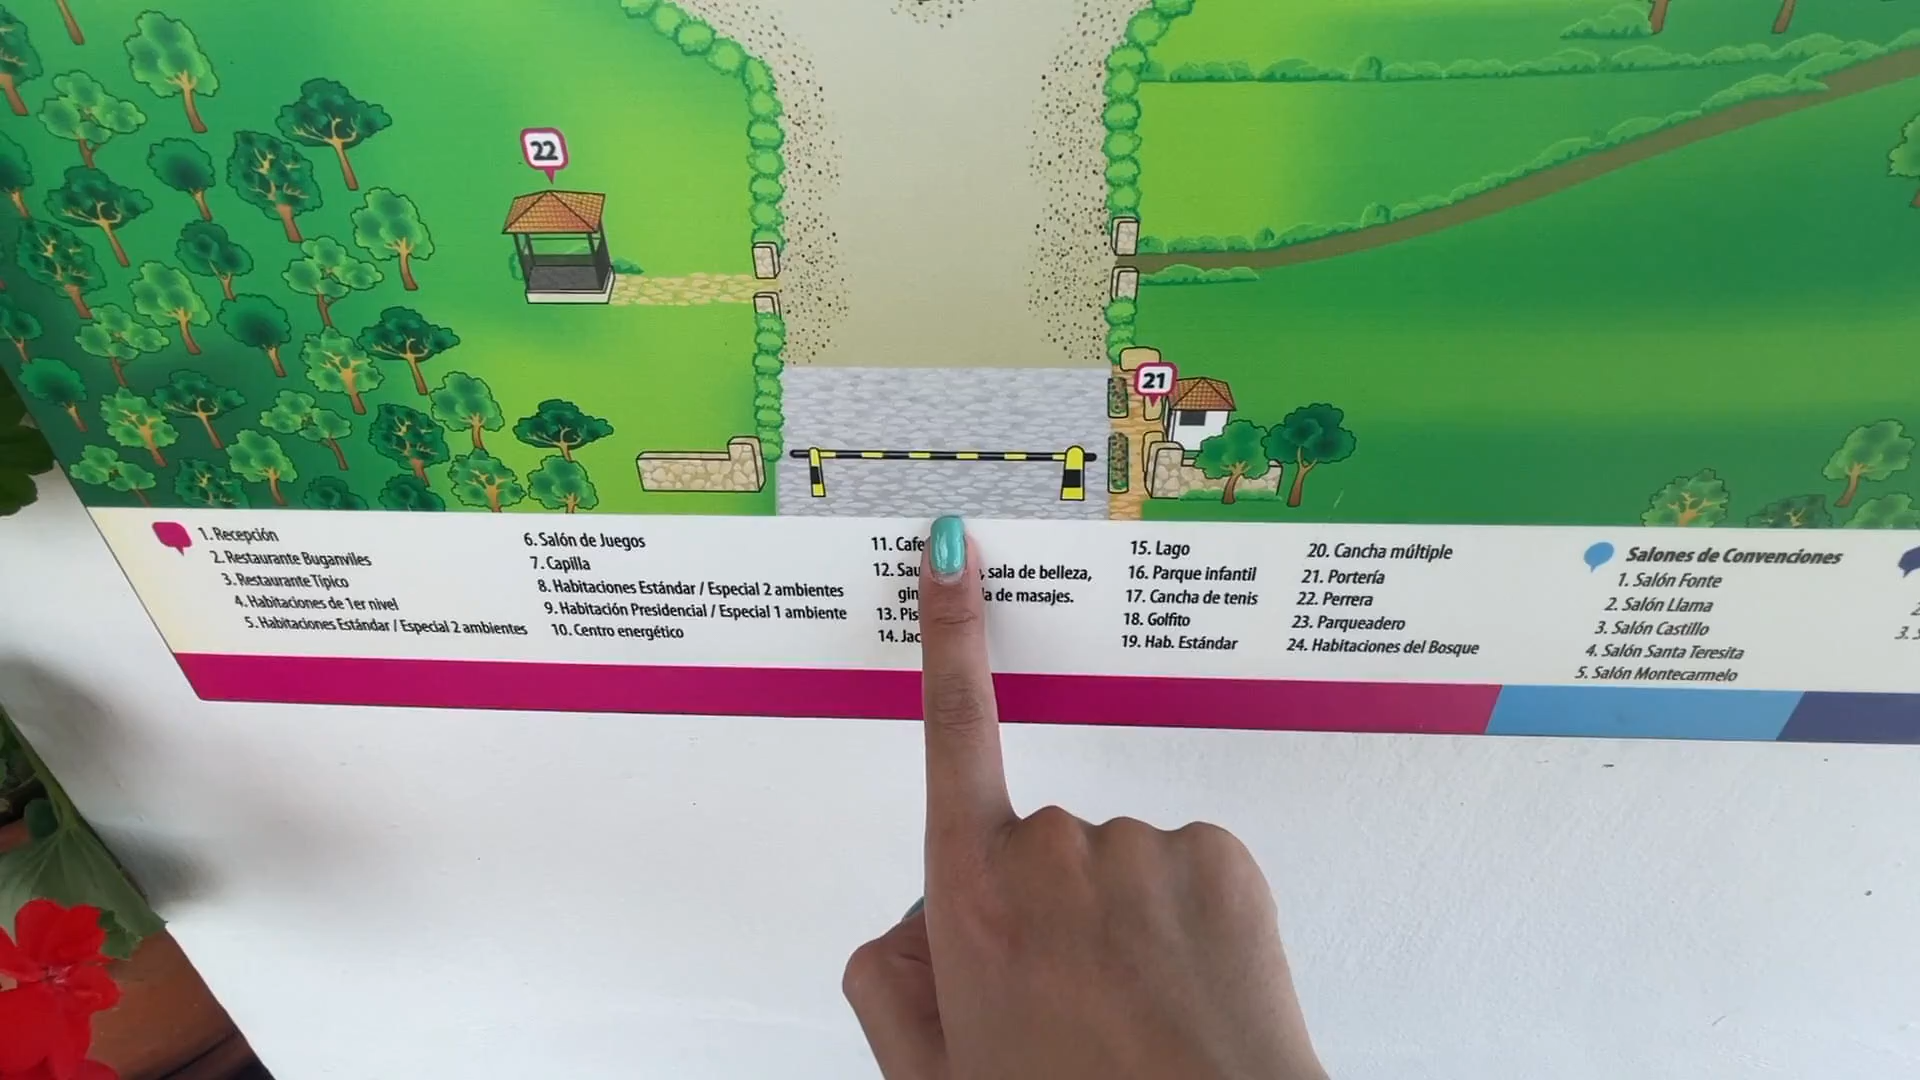 22
21
1. Recepción
2. Restaurante Buganviles
3. Restaurante Típico
4. Habitaciones de 1er nivel
5. Habitaciones Estándar / Especial 2 ambientes
6. Salón de Juegos
7. Capilla
8. Habitaciones Estándar / Especial 2 ambientes
9. Habitación Presidencial / Especial 1 ambiente
10. Centro energético
11.
12. , sala de belleza,
de masajes.
13.
14.
15. Lago
16. Parque infantil
17. Cancha de tenis
18. Golfito
19. Hab. Estándar
20. Cancha múltiple
21. Portería
22. Perrera
23. Parqueadero
24. Habitaciones del Bosque
Salones de Convenciones
1. Salón Fonte
2. Salón Llama
3. Salón Castillo
4. Salón Santa Teresita
5. Salón Montecarmelo